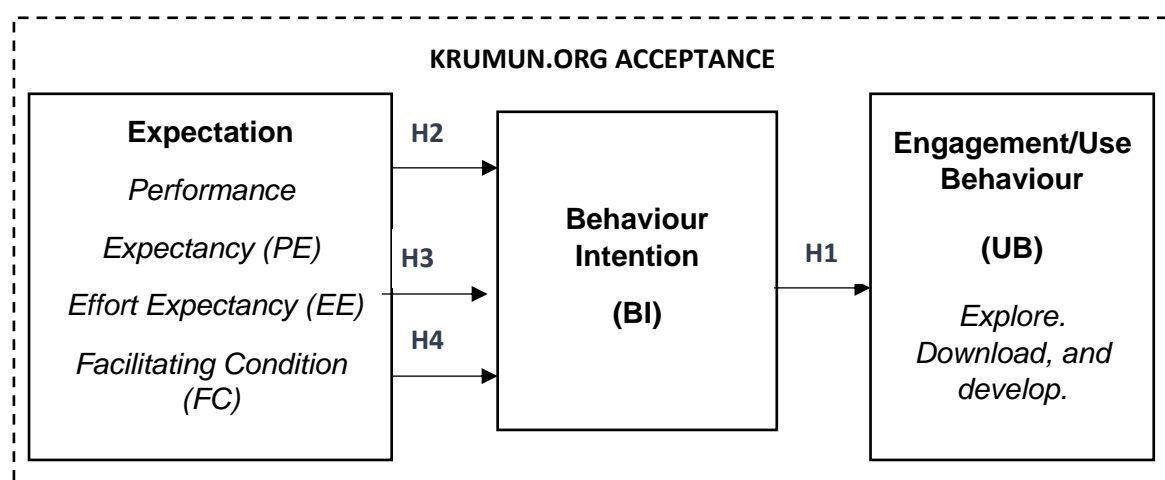 KRUMUN.ORG ACCEPTANCE
Expectation
Performance
Expectancy (PE)
Effort Expectancy (EE)
Facilitating Condition
(FC)
H2
H3
H4
Behaviour
Intention
(BI)
H1
Engagement/Use
Behaviour
(UB)
Explore.
Download, and
develop.